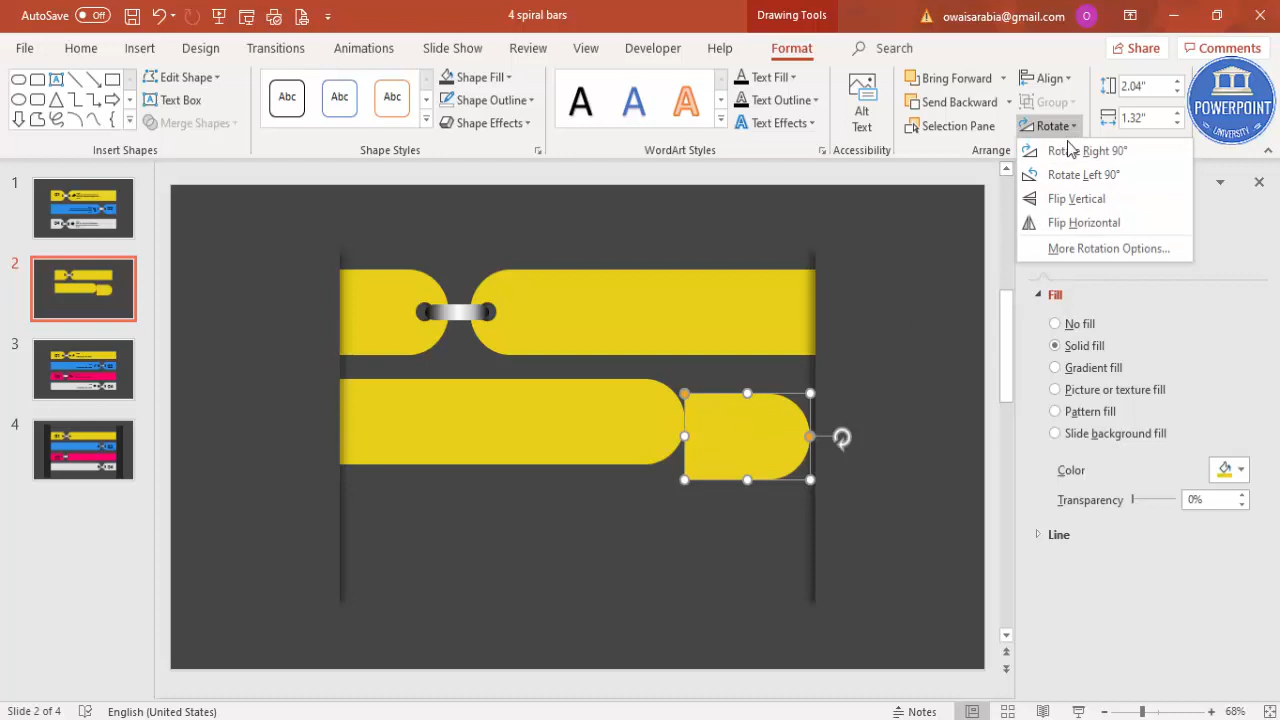 AutoSave Off
4 spiral bars
Drawing Tools
owaisarabia@gmail.com
O
File Home Insert Design Transitions Animations Slide Show Review View Developer Help Format Search Share Comments
Edit Shape
Text Box
Merge Shapes
Insert Shapes
Abc Abc Abc
Shape Fill
Shape Outline
Shape Effects
Shape Styles
A A A
Text Fill
Text Outline
Text Effects
WordArt Styles
Alt
Text
Accessibility
Bring Forward
Send Backward
Selection Pane
Align
Group
Rotate
Arrange
2.04"
1.32"
POWERPOINT
UNIVERSITY
Rotate Right 90°
Rotate Left 90°
Flip Vertical
Flip Horizontal
More Rotation Options...
1
2
3
4
Fill
No fill
Solid fill
Gradient fill
Picture or texture fill
Pattern fill
Slide background fill
Color
Transparency 0%
Line
Slide 2 of 4 English (United States) Notes 68%